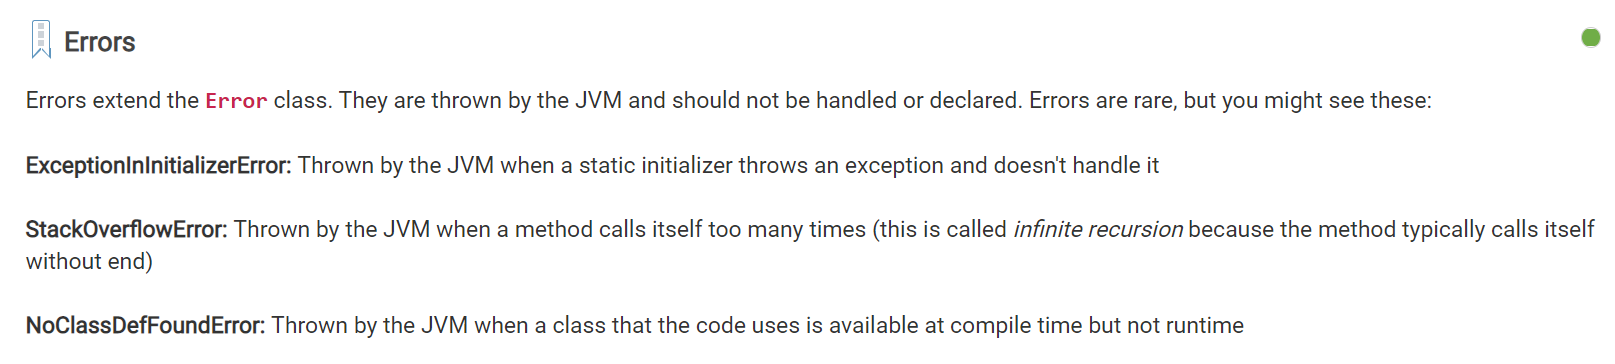 Errors
Errors extend the Error class. They are thrown by the JVM and should not be handled or declared. Errors are rare, but you might see these:
ExceptionInInitializerError: Thrown by the JVM when a static initializer throws an exception and doesn't handle it
StackOverflowError: Thrown by the JVM when a method calls itself too many times (this is called infinite recursion because the method typically calls itself
without end)
NoClassDefFoundError: Thrown by the JVM when a class that the code uses is available at compile time but not runtime